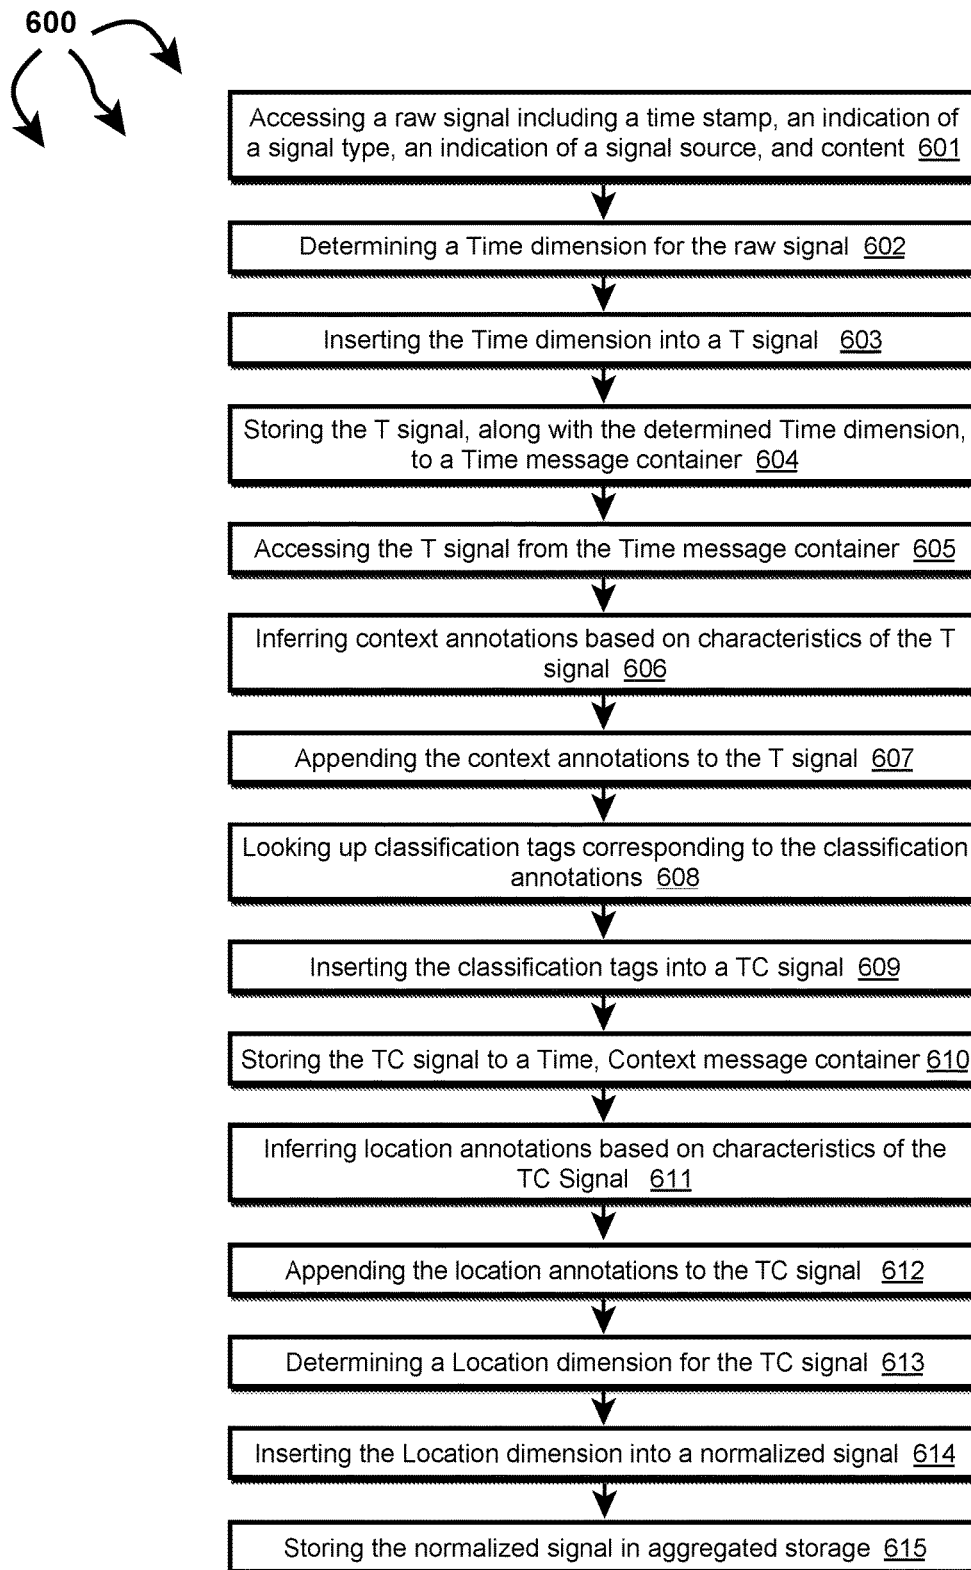 600
Accessing a raw signal including a time stamp, an indication of
a signal type, an indication of a signal source, and content 601
Determining a Time dimension for the raw signal 602
Inserting the Time dimension into a T signal 603
Storing the T signal, along with the determined Time dimension,
to a Time message container 604
Accessing the T signal from the Time message container 605
Inferring context annotations based on characteristics of the T
signal 606
Appending the context annotations to the T signal 607
Looking up classification tags corresponding to the classification
annotations 608
Inserting the classification tags into a TC signal 609
Storing the TC signal to a Time, Context message container 610
Inferring location annotations based on characteristics of the
TC Signal 611
Appending the location annotations to the TC signal 612
Determining a Location dimension for the TC signal 613
Inserting the Location dimension into a normalized signal 614
Storing the normalized signal in aggregated storage 615